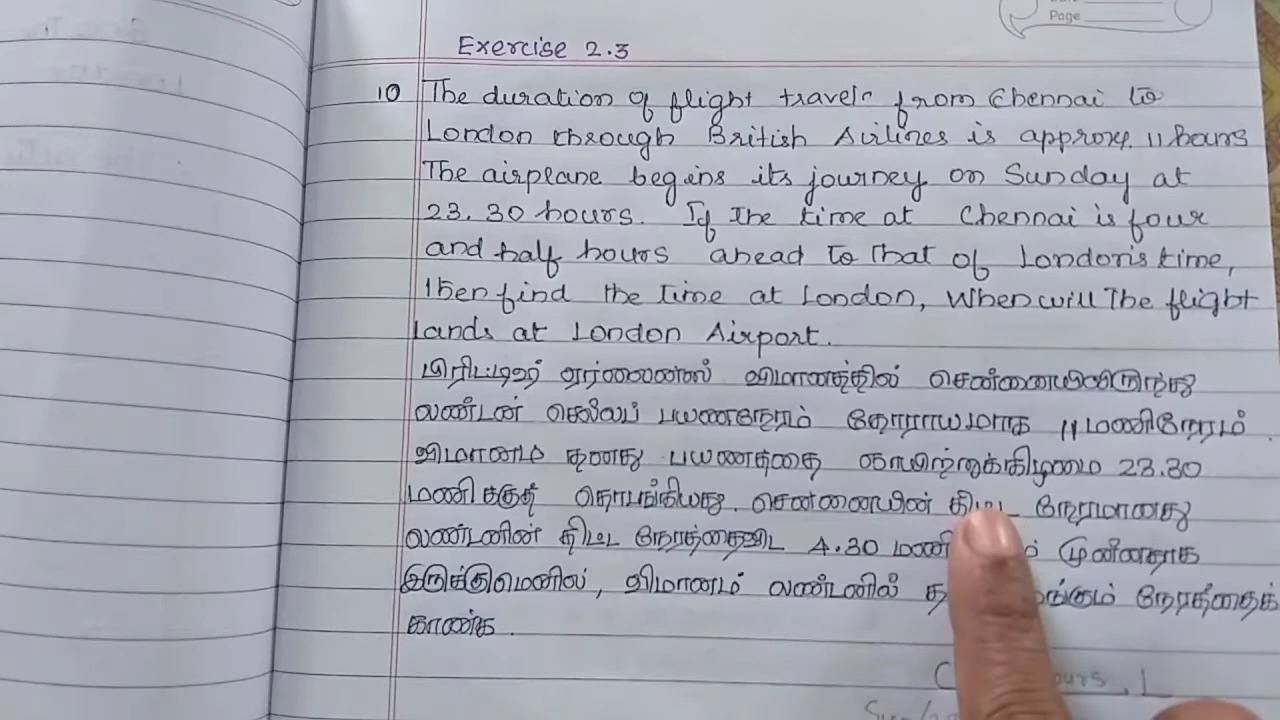 Page
Exercise 2.3
10 The duration of flight travel from Chennai to
London through British Airlines is approx. 11 hours
The airplane begins its journey on Sunday at
23.30 hours. If The time at Chennai is four
and half hours ahead to That of London's time,
then find the time at London, When will The flight
lands at London Airport.
பிரிட்டிஷ் ஏர்லைன்ஸ் விமானத்தில் சென்னையிலிருந்து
லண்டன் செல்லப் பயணநேரம் தோராயமாக 11 மணிநேரம்.
விமானம் தனது பயணத்தை ஞாயிற்றுக்கிழமை 23.30
மணிக்குத் தொடங்கியது. சென்னையின் திட்ட நேரமானது
லண்டனின் திட்ட நேரத்தைவிட 4.30 முன்னதாக
இருக்குமெனில், விமானம் லண்டனில் நேரத்தைக்
காண்க.